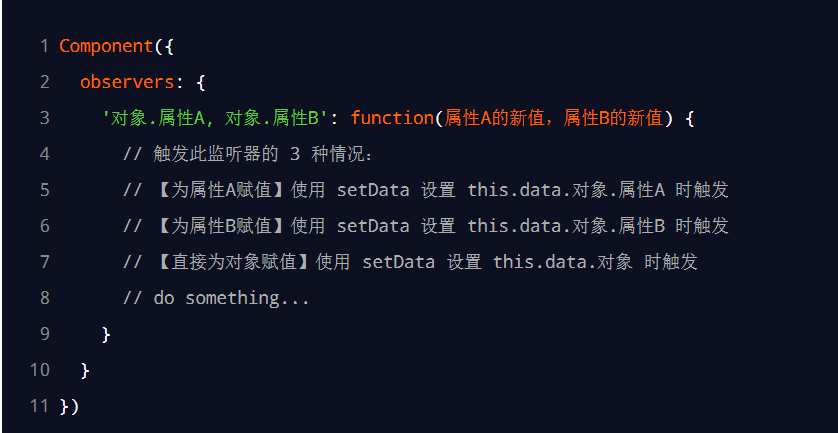 1 Component({
2 observers: {
3 '对象.属性A, 对象.属性B': function(属性A的新值，属性B的新值) {
4 // 触发此监听器的 3 种情况：
5 // 【为属性A赋值】使用 setData 设置 this.data.对象.属性A 时触发
6 // 【为属性B赋值】使用 setData 设置 this.data.对象.属性B 时触发
7 // 【直接为对象赋值】使用 setData 设置 this.data.对象 时触发
8 // do something...
9 }
10 }
11 })